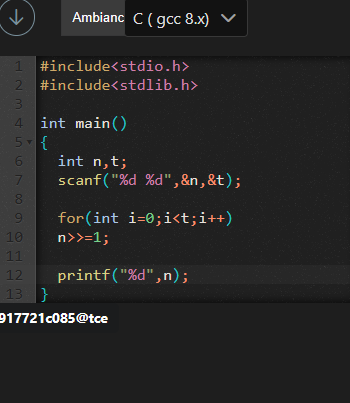 Ambianc C ( gcc 8.x)
1 #include<stdio.h>
2 #include<stdlib.h>
3
4 int main()
5 {
6 int n,t;
7 scanf("%d %d",&n,&t);
8
9 for(int i=0;i<t;i++)
10 n>>=1;
11
12 printf("%d",n);
13 }
917721c085@tce